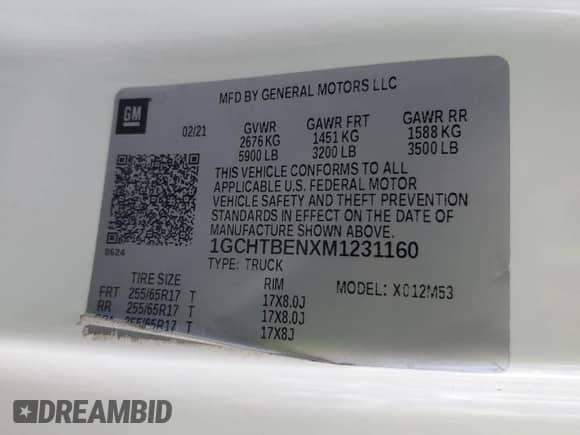 GM
MFD BY GENERAL MOTORS LLC
02/21 GVWR GAWR FRT GAWR RR
2676 KG 1451 KG 1588 KG
5900 LB 3200 LB 3500 LB
THIS VEHICLE CONFORMS TO ALL
APPLICABLE U.S. FEDERAL MOTOR
VEHICLE SAFETY AND THEFT PREVENTION
STANDARDS IN EFFECT ON THE DATE OF
MANUFACTURE SHOWN ABOVE.
8624
1GCHTBENXM1231160
TYPE: TRUCK
TIRE SIZE RIM MODEL: X012M53
FRT 255/65R17 T 17X8.0J
RR 255/65R17 T 17X8.0J
255/65R17 T 17X8J
DREAMBID